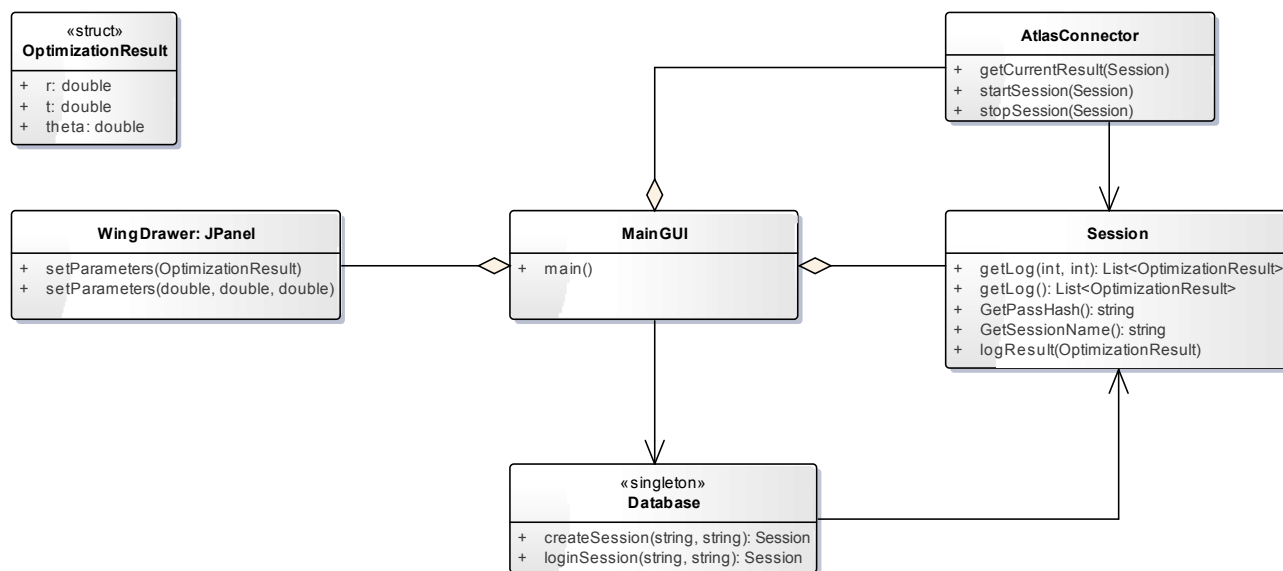 «struct»
OptimizationResult
+ r: double
+ t: double
+ theta: double
AtlasConnector
+ getCurrentResult(Session)
+ startSession(Session)
+ stopSession(Session)
WingDrawer: JPanel
+ setParameters(OptimizationResult)
+ setParameters(double, double, double)
MainGUI
+ main()
Session
+ getLog(int, int): List<OptimizationResult>
+ getLog(): List<OptimizationResult>
+ GetPassHash(): string
+ GetSessionName(): string
+ logResult(OptimizationResult)
«singleton»
Database
+ createSession(string, string): Session
+ loginSession(string, string): Session